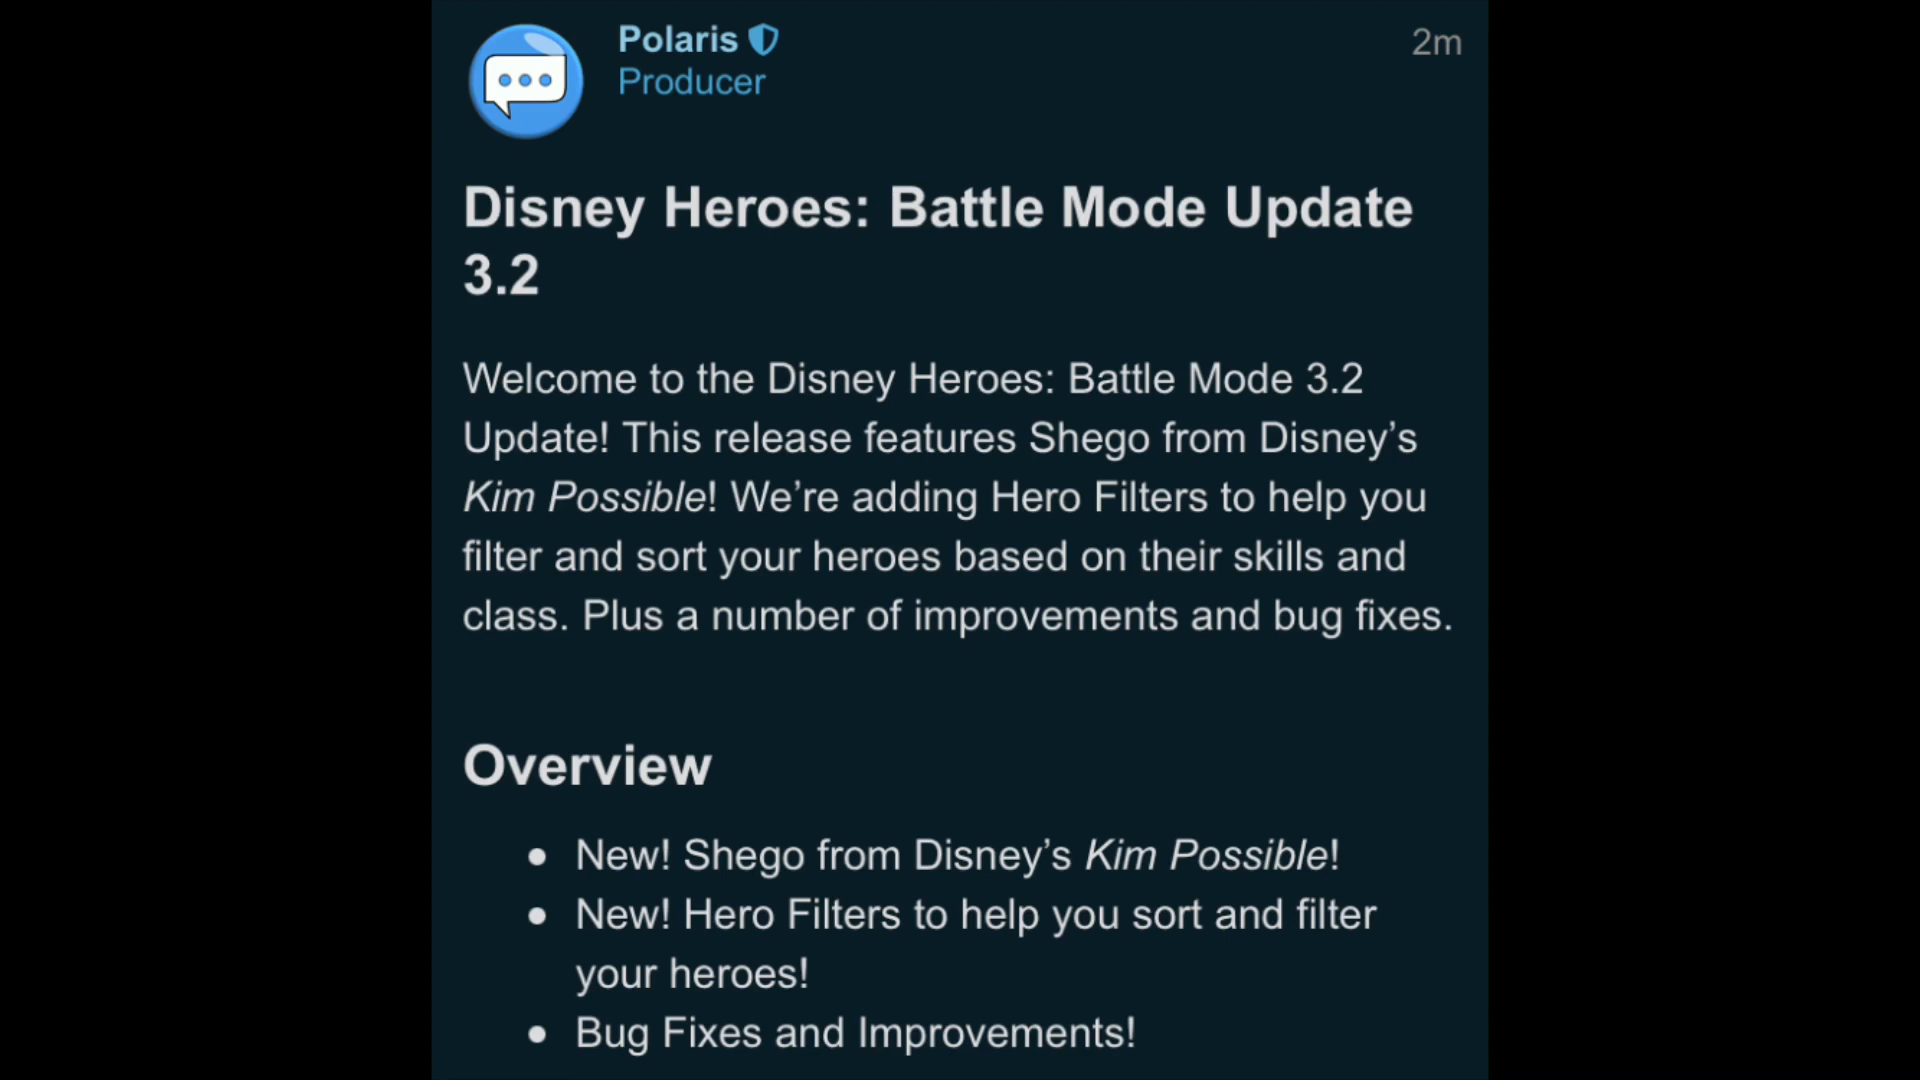 Polaris
2m
Producer
Disney Heroes: Battle Mode Update
3.2
Welcome to the Disney Heroes: Battle Mode 3.2
Update! This release features Shego from Disney’s
Kim Possible! We’re adding Hero Filters to help you
filter and sort your heroes based on their skills and
class. Plus a number of improvements and bug fixes.
Overview
• New! Shego from Disney’s Kim Possible!
• New! Hero Filters to help you sort and filter
your heroes!
• Bug Fixes and Improvements!